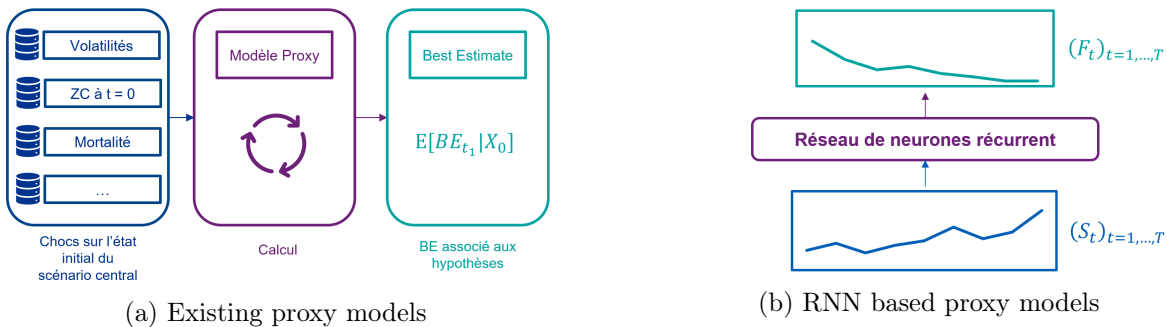 Volatilités
ZC à t = 0
Mortalité
...
Chocs sur l'état
initial du
scénario central
Modèle Proxy
Calcul
Best Estimate
E[BE_{t_1}|X_0]
BE associé aux
hypothèses
(a) Existing proxy models
(F_t)_{t=1,...,T}
Réseau de neurones récurrent
(S_t)_{t=1,...,T}
(b) RNN based proxy models